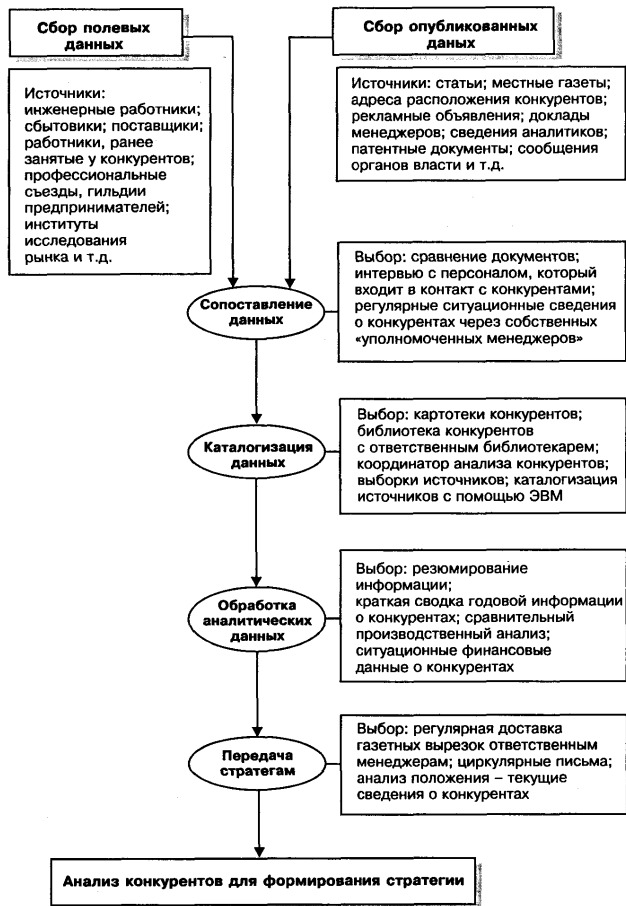 Сбор полевых
данных
Сбор опубликованных
даных
Источники:
инженерные работники;
сбытовики; поставщики;
работники, ранее
занятые у конкурентов;
профессиональные
съезды, гильдии
предпринимателей;
институты
исследования
рынка и т.д.
Источники: статьи; местные газеты;
адреса расположения конкурентов;
рекламные объявления; доклады
менеджеров; сведения аналитиков;
патентные документы; сообщения
органов власти и т.д.
Сопоставление
данных
Выбор: сравнение документов;
интервью с персоналом, который
входит в контакт с конкурентами;
регулярные ситуационные сведения
о конкурентах через собственных
«уполномоченных менеджеров»
Каталогизация
данных
Выбор: картотеки конкурентов;
библиотека конкурентов
с ответственным библиотекарем;
координатор анализа конкурентов;
выборки источников; каталогизация
источников с помощью ЭВМ
Обработка
аналитических
данных
Выбор: резюмирование
информации;
краткая сводка годовой информации
о конкурентах; сравнительный
производственный анализ;
ситуационные финансовые
данные о конкурентах
Передача
стратегам
Выбор: регулярная доставка
газетных вырезок ответственным
менеджерам; циркулярные письма;
анализ положения – текущие
сведения о конкурентах
Анализ конкурентов для формирования стратегии